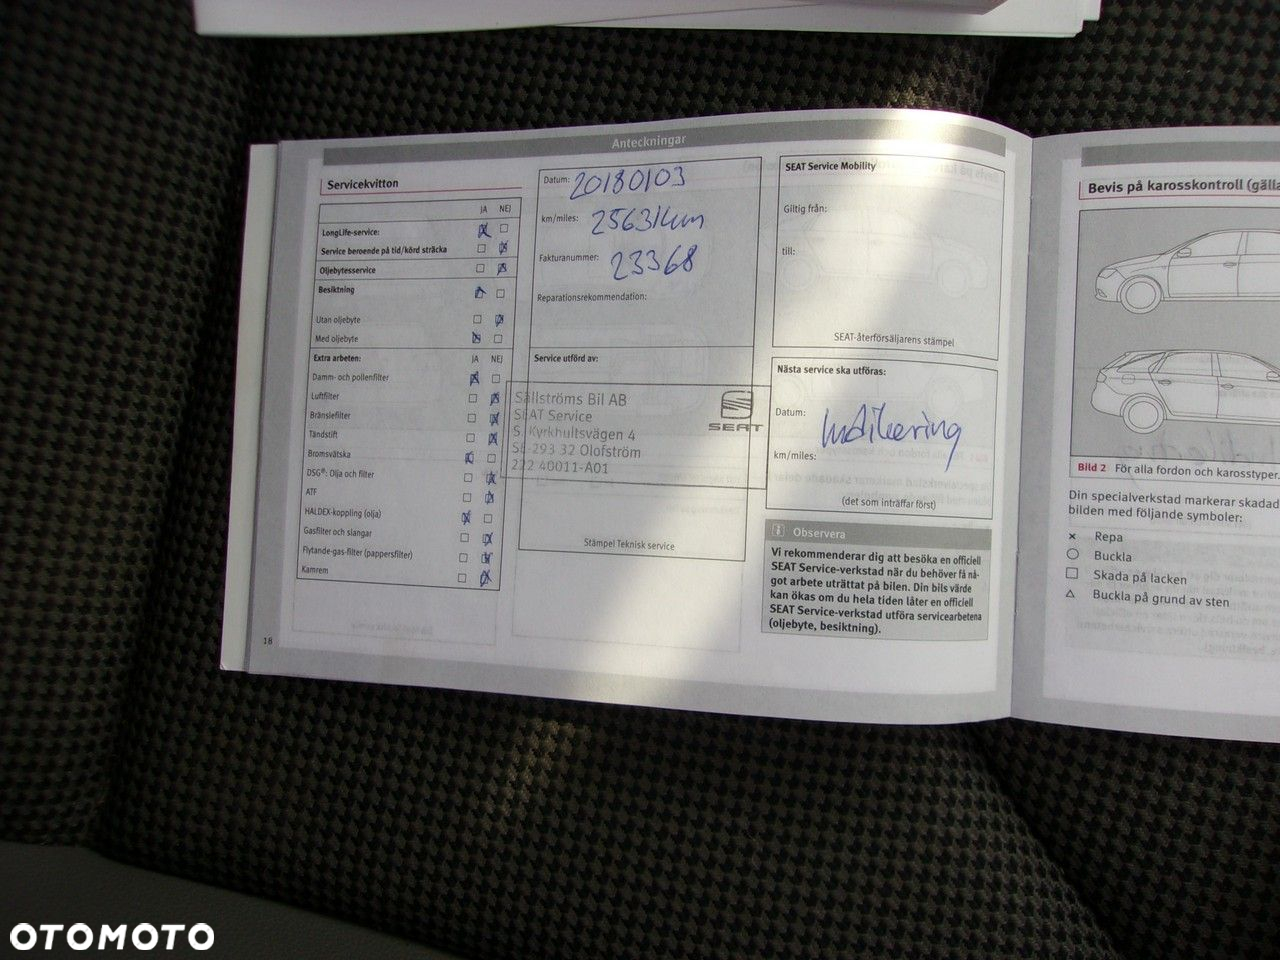 Anteckningar
Servicekvitton
JA NEJ
LongLife-service:
Service beroende på tid/körd sträcka
Oljebytesservice
Besiktning
Utan oljebyte
Med oljebyte
Extra arbeten: JA NEJ
Damm- och pollenfilter
Luftfilter
Bränslefilter
Tändstift
Bromsvätska
DSG®: Olja och filter
ATF
HALDEX-koppling (olja)
Gasfilter och slangar
Flytande-gas-filter (pappersfilter)
Kamrem
18
Datum: 20180103
km/miles: 25631km
Fakturanummer: 23368
Reparationsrekommendation:
Service utförd av:
Sällströms Bil AB
SEAT Service
S. Kyrkhultsvägen 4
SE-293 32 Olofström
222 40011-A01
SEAT
Stämpel Teknisk service
SEAT Service Mobility
Giltig från:
till:
SEAT-återförsäljarens stämpel
Nästa service ska utföras:
Datum:
Indikering
km/miles:
(det som inträffar först)
Observera
Vi rekommenderar dig att besöka en officiell
SEAT Service-verkstad när du behöver få nå-
got arbete uträttat på bilen. Din bils värde
kan ökas om du hela tiden låter en officiell
SEAT Service-verkstad utföra servicearbetena
(oljebyte, besiktning).
Bevis på karosskontroll (gälla
Bild 2 För alla fordon och karosstyper.
Din specialverkstad markerar skadad
bilden med följande symboler:
× Repa
○ Buckla
□ Skada på lacken
△ Buckla på grund av sten
OTOMOTO